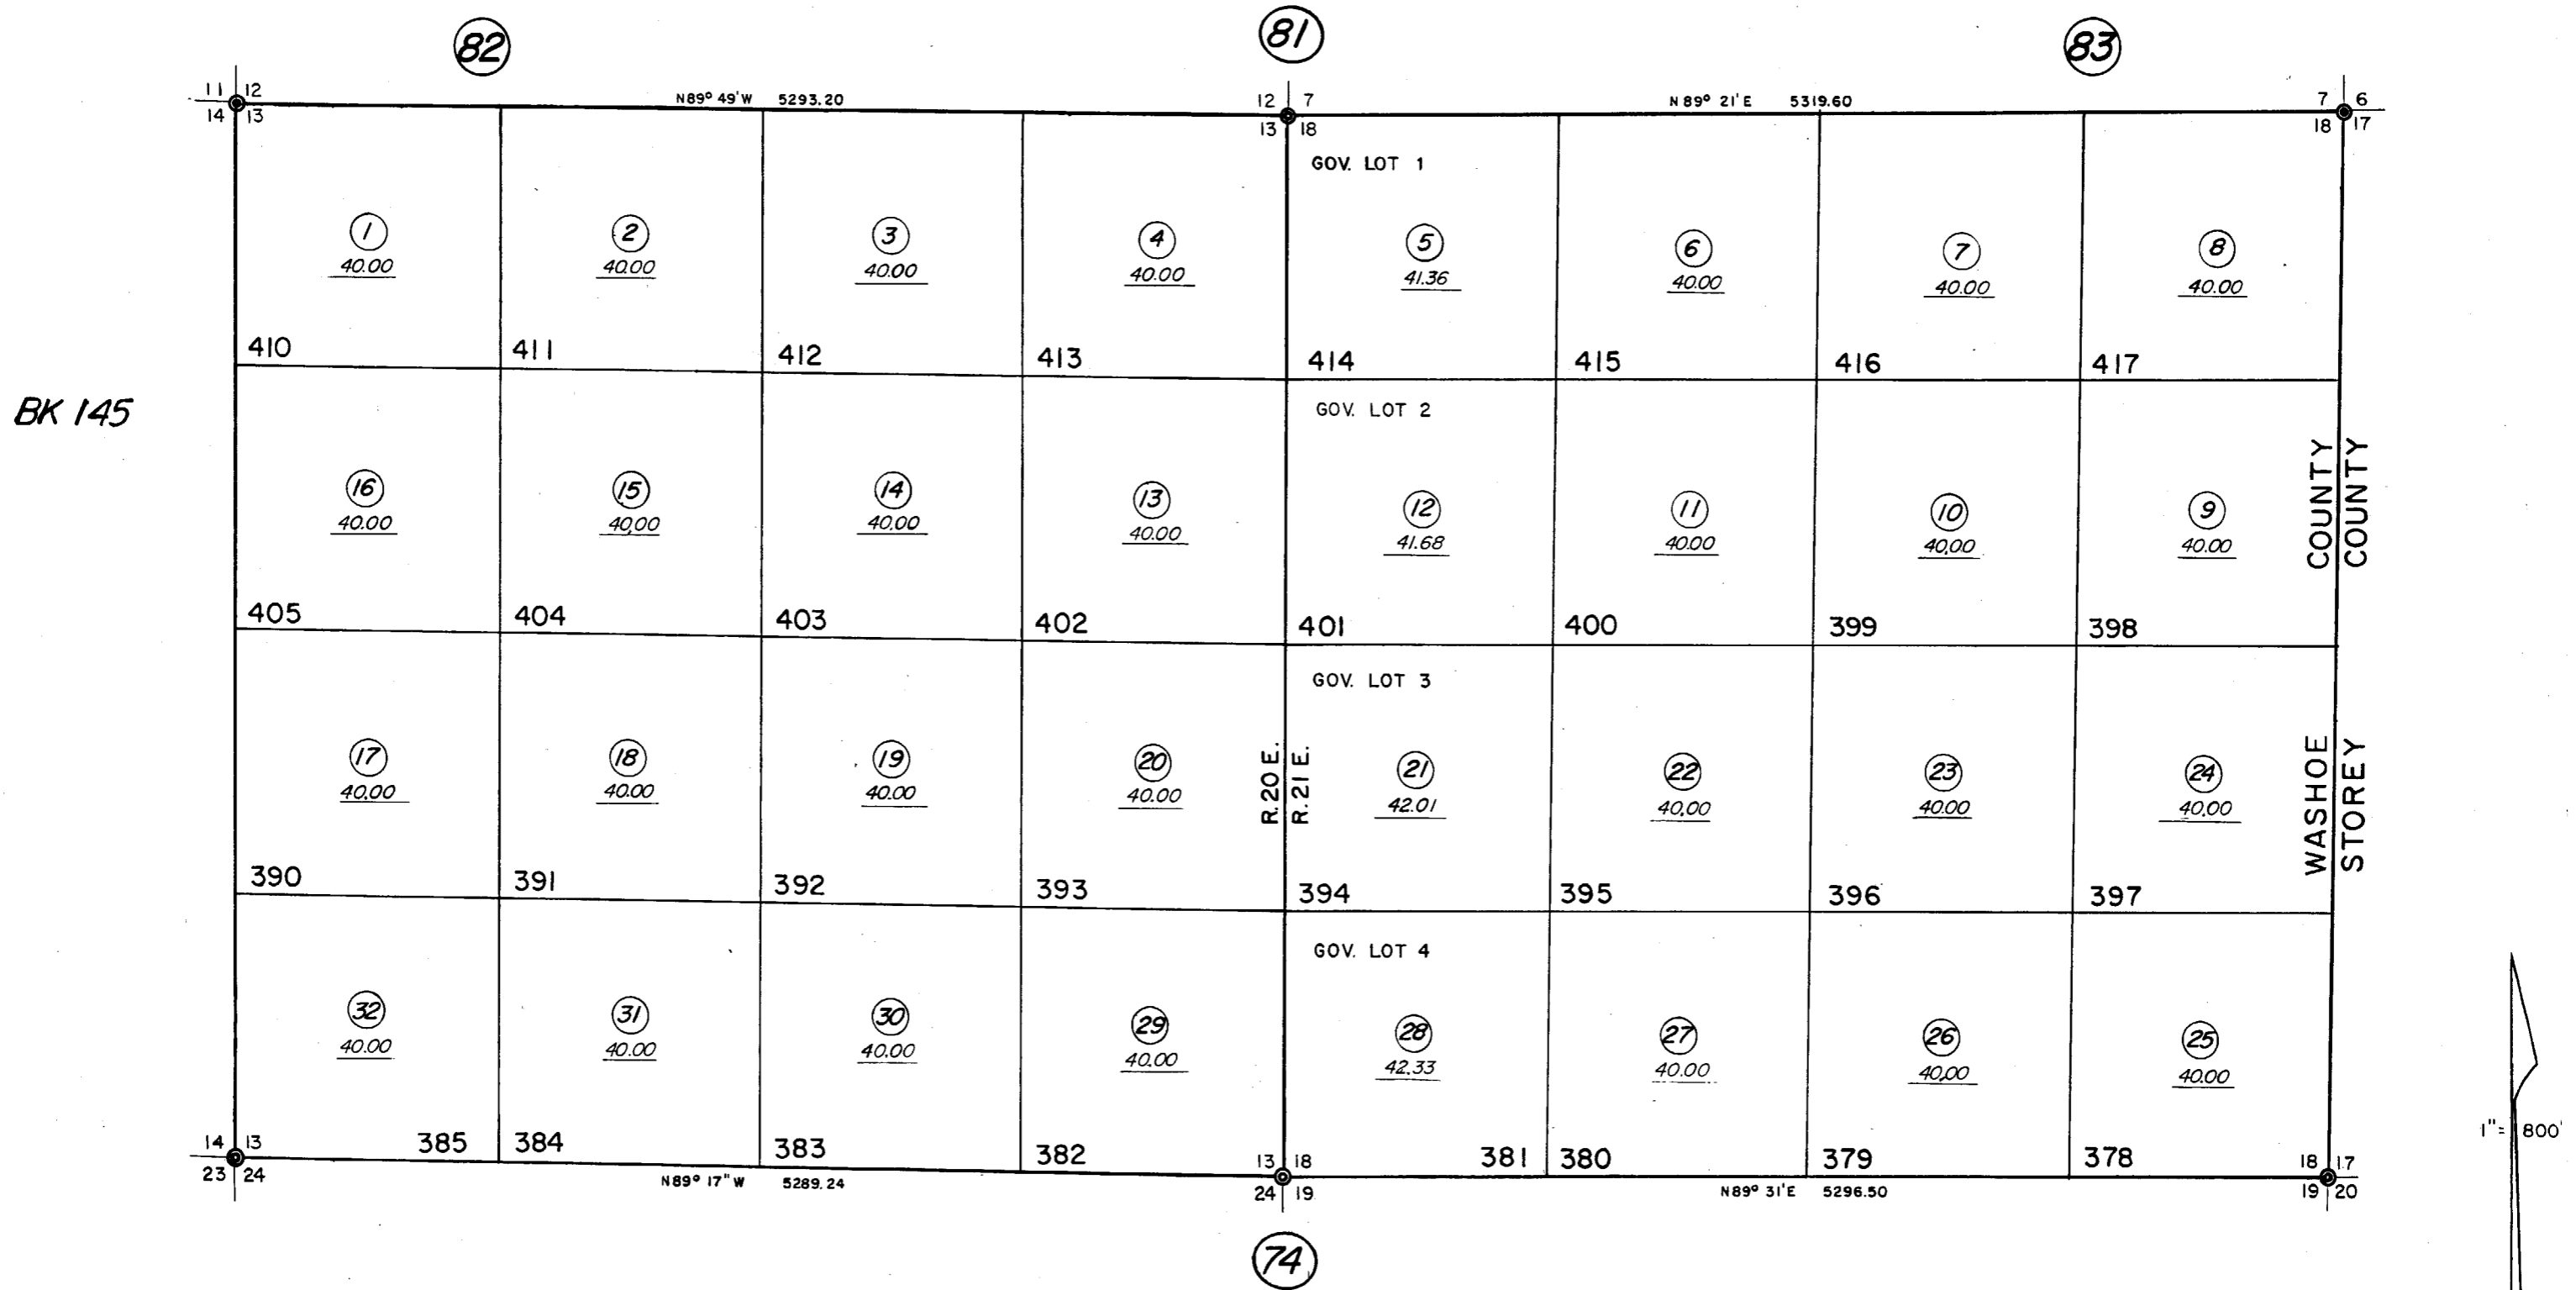 82 81 83
11 12 N89° 49'W 5293.20 12 7 N 89° 21' E 5319.60 7 6
14 13 13 18 18 17
GOV. LOT 1
1 2 3 4 5 6 7 8
40.00 40.00 40.00 40.00 41.36 40.00 40.00 40.00
410 411 412 413 414 415 416 417
BK 145
GOV. LOT 2
16 15 14 13 12 11 10 9
40.00 40.00 40.00 40.00 41.68 40.00 40.00 40.00
405 404 403 402 401 400 399 398
GOV. LOT 3
17 18 19 20 21 22 23 24
40.00 40.00 40.00 40.00 42.01 40.00 40.00 40.00
R. 20 E.
R. 21 E.
WASHOE COUNTY
STOREY COUNTY
390 391 392 393 394 395 396 397
GOV. LOT 4
32 31 30 29 28 27 26 25
40.00 40.00 40.00 40.00 42.33 40.00 40.00 40.00
385 384 383 382 381 380 379 378
14 13 13 18 18 17
23 24 N89° 17" W 5289.24 24 19 N89° 31'E 5296.50 19 20
1" = 800'
74